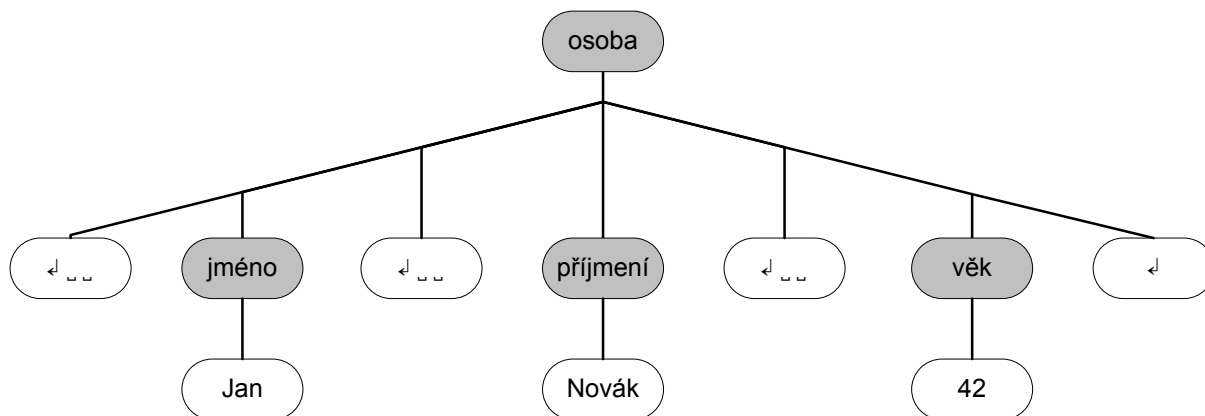 osoba
↲ ␣ ␣ jméno ↲ ␣ ␣ příjmení ↲ ␣ ␣ věk ↲
Jan Novák 42